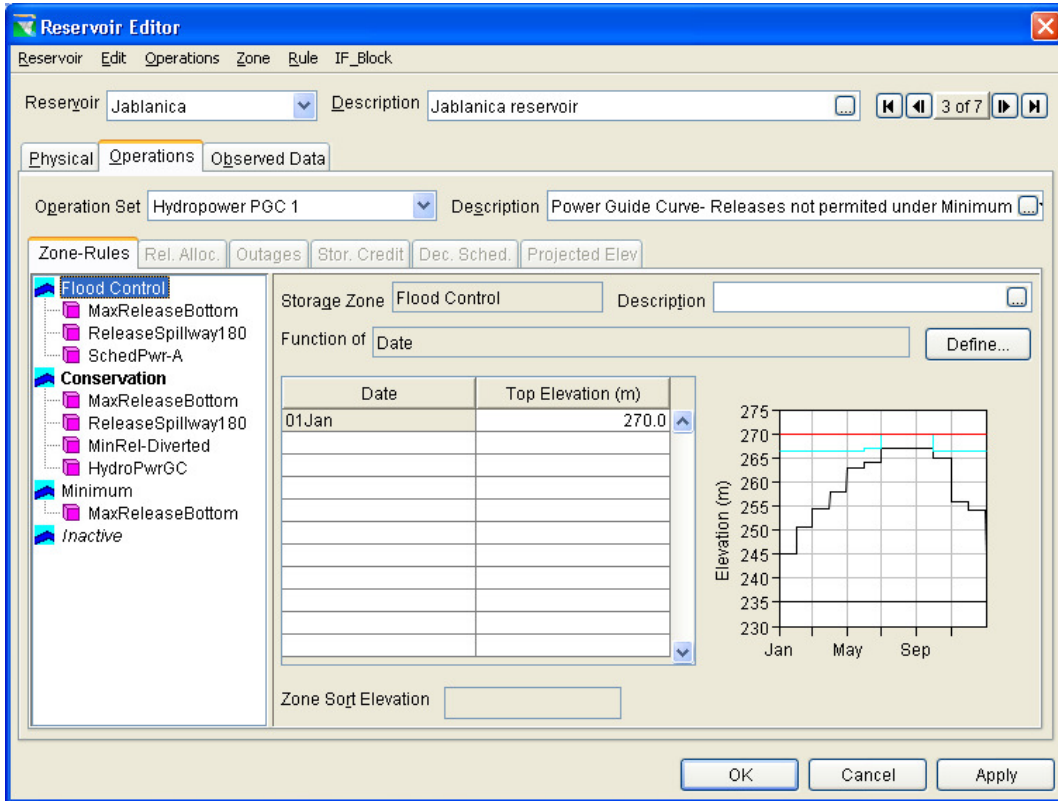 Reservoir Editor
Reservoir Edit Operations Zone Rule IF_Block
Reservoir Jablanica Description Jablanica reservoir ... 3 of 7
Physical Operations Observed Data
Operation Set Hydropower PGC 1 Description Power Guide Curve- Releases not permited under Minimum ...
Zone-Rules Rel. Alloc. Outages Stor. Credit Dec. Sched. Projected Elev
Flood Control
MaxReleaseBottom
ReleaseSpillway180
SchedPwr-A
Conservation
MaxReleaseBottom
ReleaseSpillway180
MinRel-Diverted
HydroPwrGC
Minimum
MaxReleaseBottom
Inactive
Storage Zone Flood Control Description ...
Function of Date Define...
Date Top Elevation (m)
01Jan 270.0
Elevation (m)
275
270
265
260
255
250
245
240
235
230
Jan May Sep
Zone Sort Elevation
OK Cancel Apply